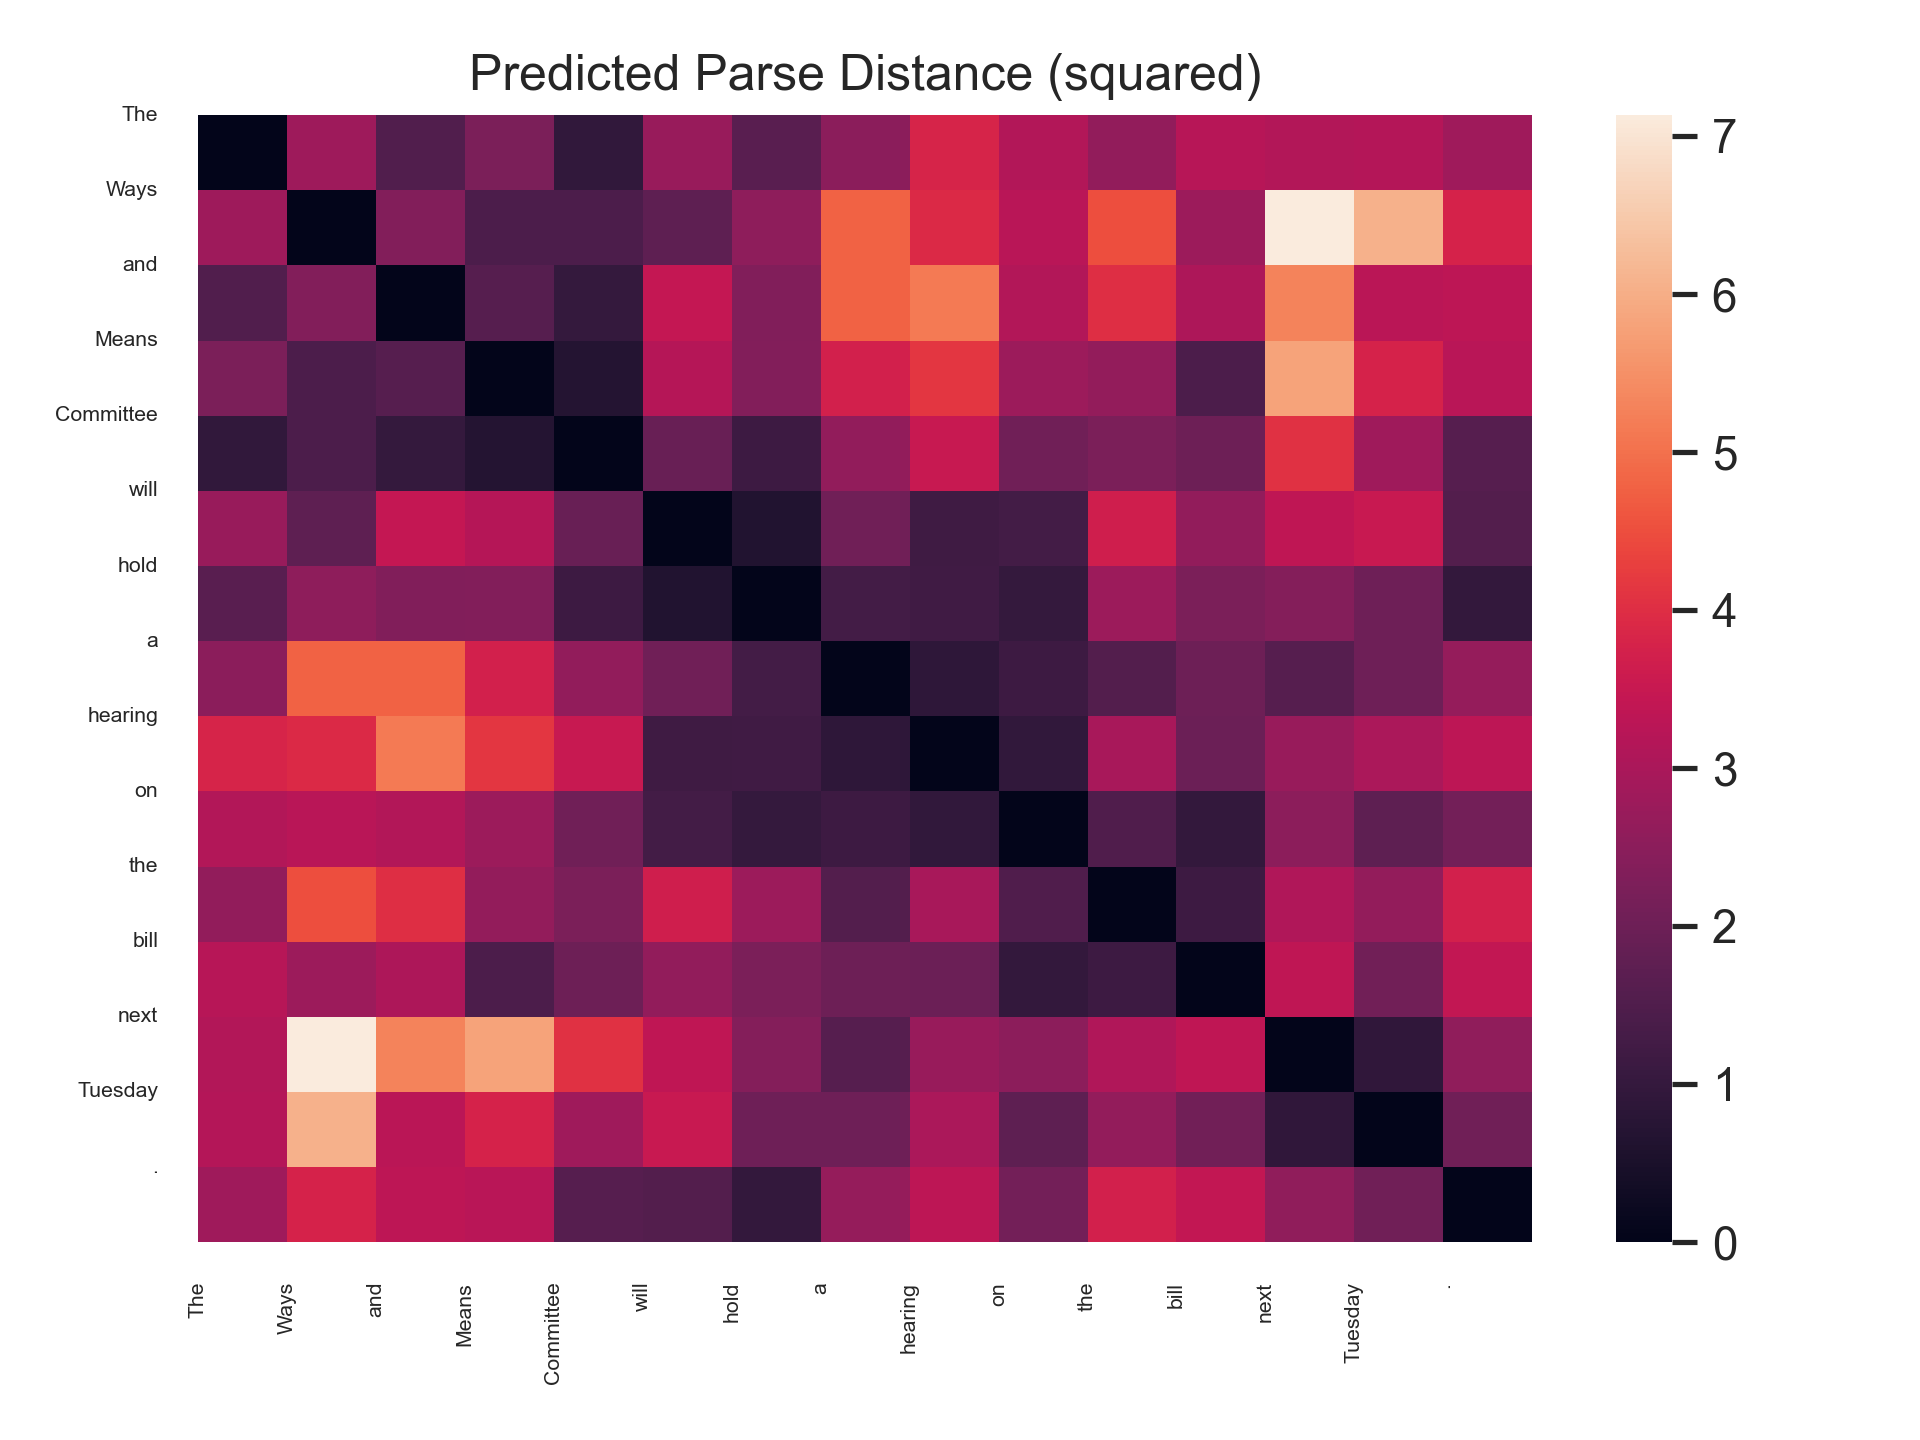 Predicted Parse Distance (squared)
The
Ways
and
Means
Committee
will
hold
a
hearing
on
the
bill
next
Tuesday
.
7
6
5
4
3
2
1
0
The
Ways
and
Means
Committee
will
hold
a
hearing
on
the
bill
next
Tuesday
.